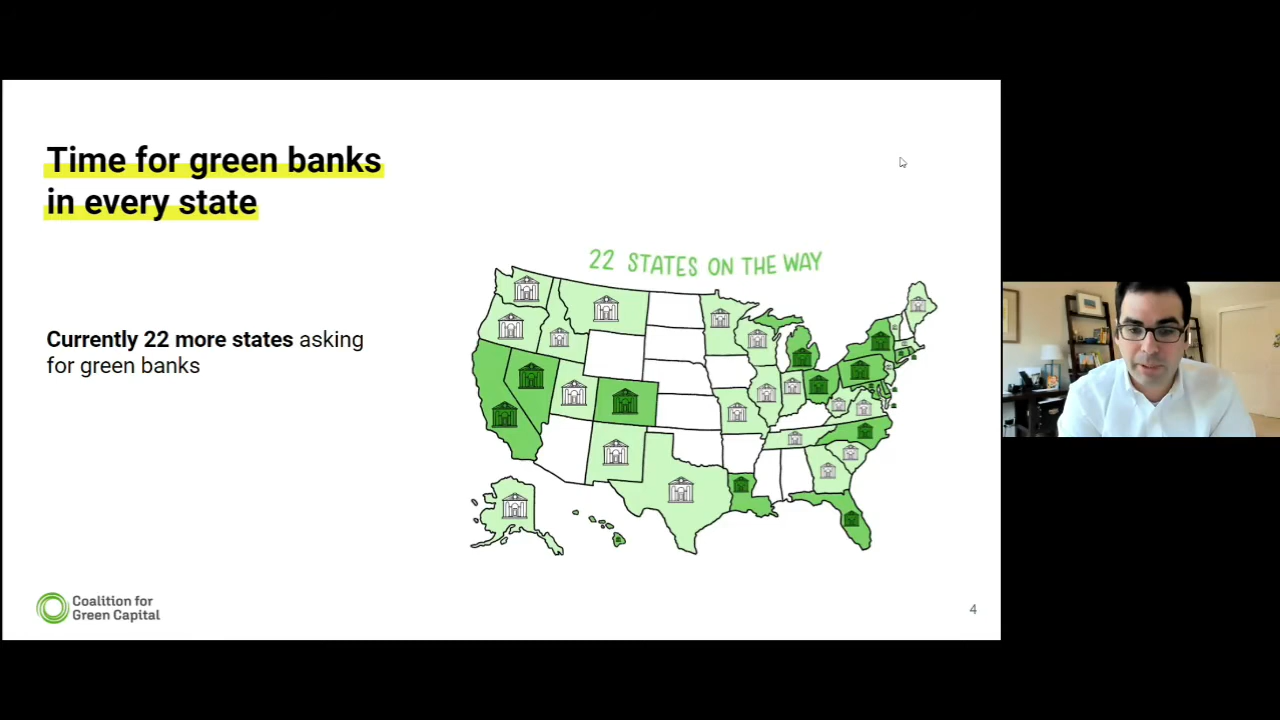 Time for green banks
in every state
22 STATES ON THE WAY
Currently 22 more states asking
for green banks
Coalition for
Green Capital
4